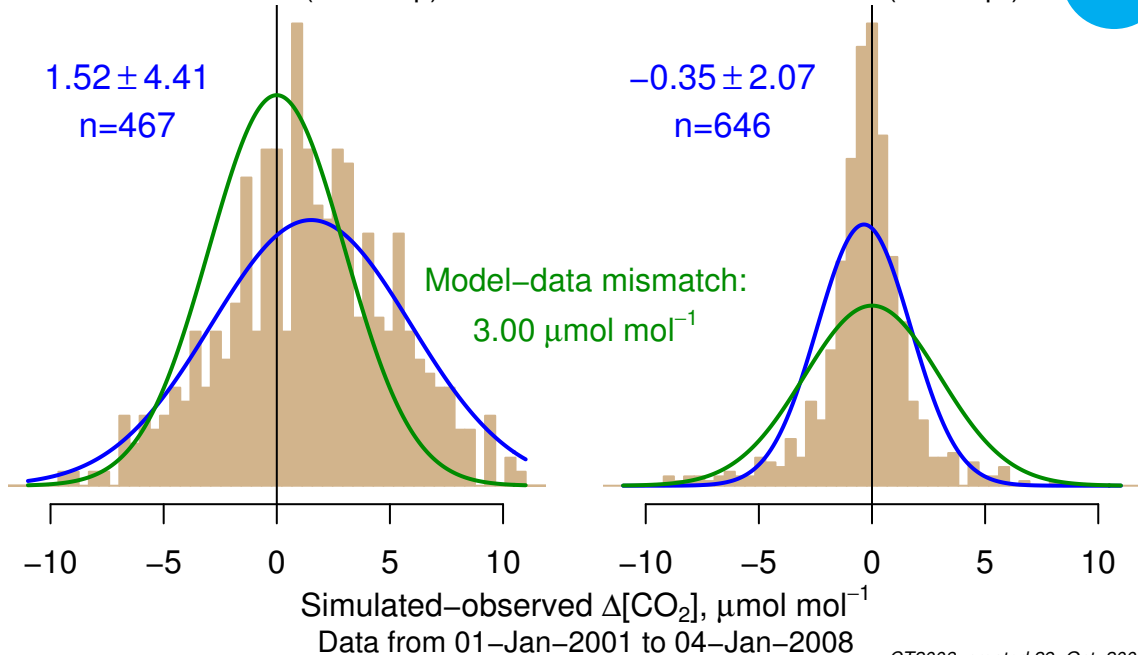 1.52 ± 4.41
n=467
−0.35 ± 2.07
n=646
Model−data mismatch:
3.00 μmol mol⁻¹
−10 −5 0 5 10
−10 −5 0 5 10
Simulated−observed Δ[CO₂], μmol mol⁻¹
Data from 01−Jan−2001 to 04−Jan−2008